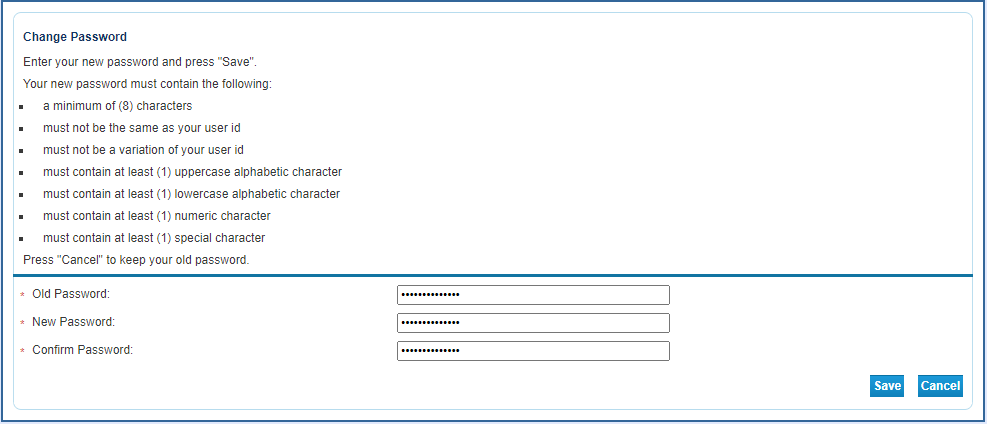 Change Password
Enter your new password and press "Save".
Your new password must contain the following:
▪ a minimum of (8) characters
▪ must not be the same as your user id
▪ must not be a variation of your user id
▪ must contain at least (1) uppercase alphabetic character
▪ must contain at least (1) lowercase alphabetic character
▪ must contain at least (1) numeric character
▪ must contain at least (1) special character
Press "Cancel" to keep your old password.
* Old Password: ••••••••••••••
* New Password: ••••••••••••••
* Confirm Password: ••••••••••••••
Save Cancel